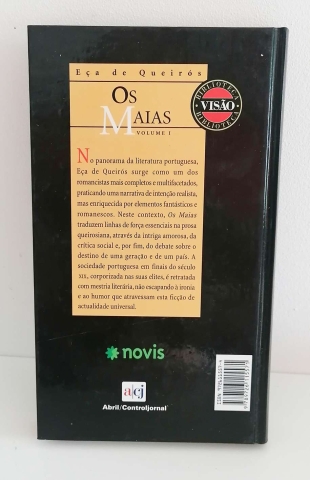 Eça de Queirós
OS
MAIAS
VOLUME I
BIBLIOTECA
VISÃO
BIBLIOTECA
No panorama da literatura portuguesa,
Eça de Queirós surge como um dos
romancistas mais completos e multifacetados,
praticando uma narrativa de intenção realista,
mas enriquecida por elementos fantásticos e
romanescos. Neste contexto, Os Maias
traduzem linhas de força essenciais na prosa
queirosiana, através da intriga amorosa, da
crítica social e, por fim, do debate sobre o
destino de uma geração e de um país. A
sociedade portuguesa em finais do século
XIX, corporizada nas suas elites, é retratada
com mestria literária, não escapando à ironia
e ao humor que atravessam esta ficção de
actualidade universal.
novis
a/cj
Abril/Controljornal
ISBN